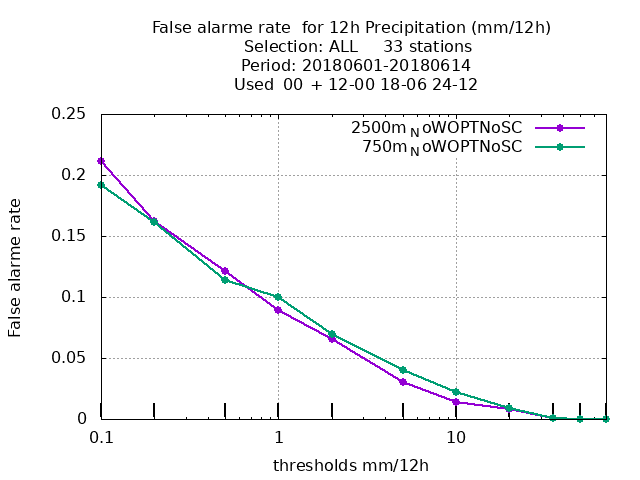 False alarme rate  for 12h Precipitation (mm/12h)
Selection: ALL     33 stations
Period: 20180601-20180614
Used  00  + 12-00 18-06 24-12
2500m_NoWOPTNoSC
750m_NoWOPTNoSC
0.25
0.2
0.15
0.1
0.05
0
False alarme rate
0.1
1
10
thresholds mm/12h